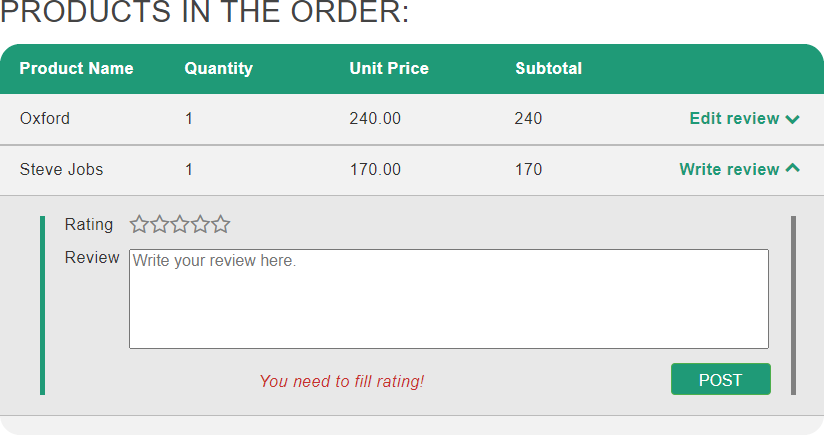 PRODUCTS IN THE ORDER:
Product Name Quantity Unit Price Subtotal
Oxford 1 240.00 240 Edit review
Steve Jobs 1 170.00 170 Write review
Rating
Review Write your review here.
You need to fill rating! POST